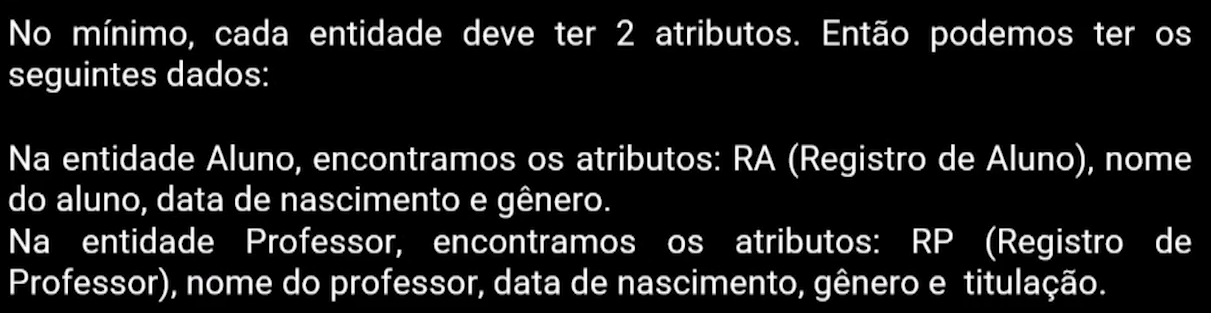 No mínimo, cada entidade deve ter 2 atributos. Então podemos ter os
seguintes dados:
Na entidade Aluno, encontramos os atributos: RA (Registro de Aluno), nome
do aluno, data de nascimento e gênero.
Na entidade Professor, encontramos os atributos: RP (Registro de
Professor), nome do professor, data de nascimento, gênero e titulação.